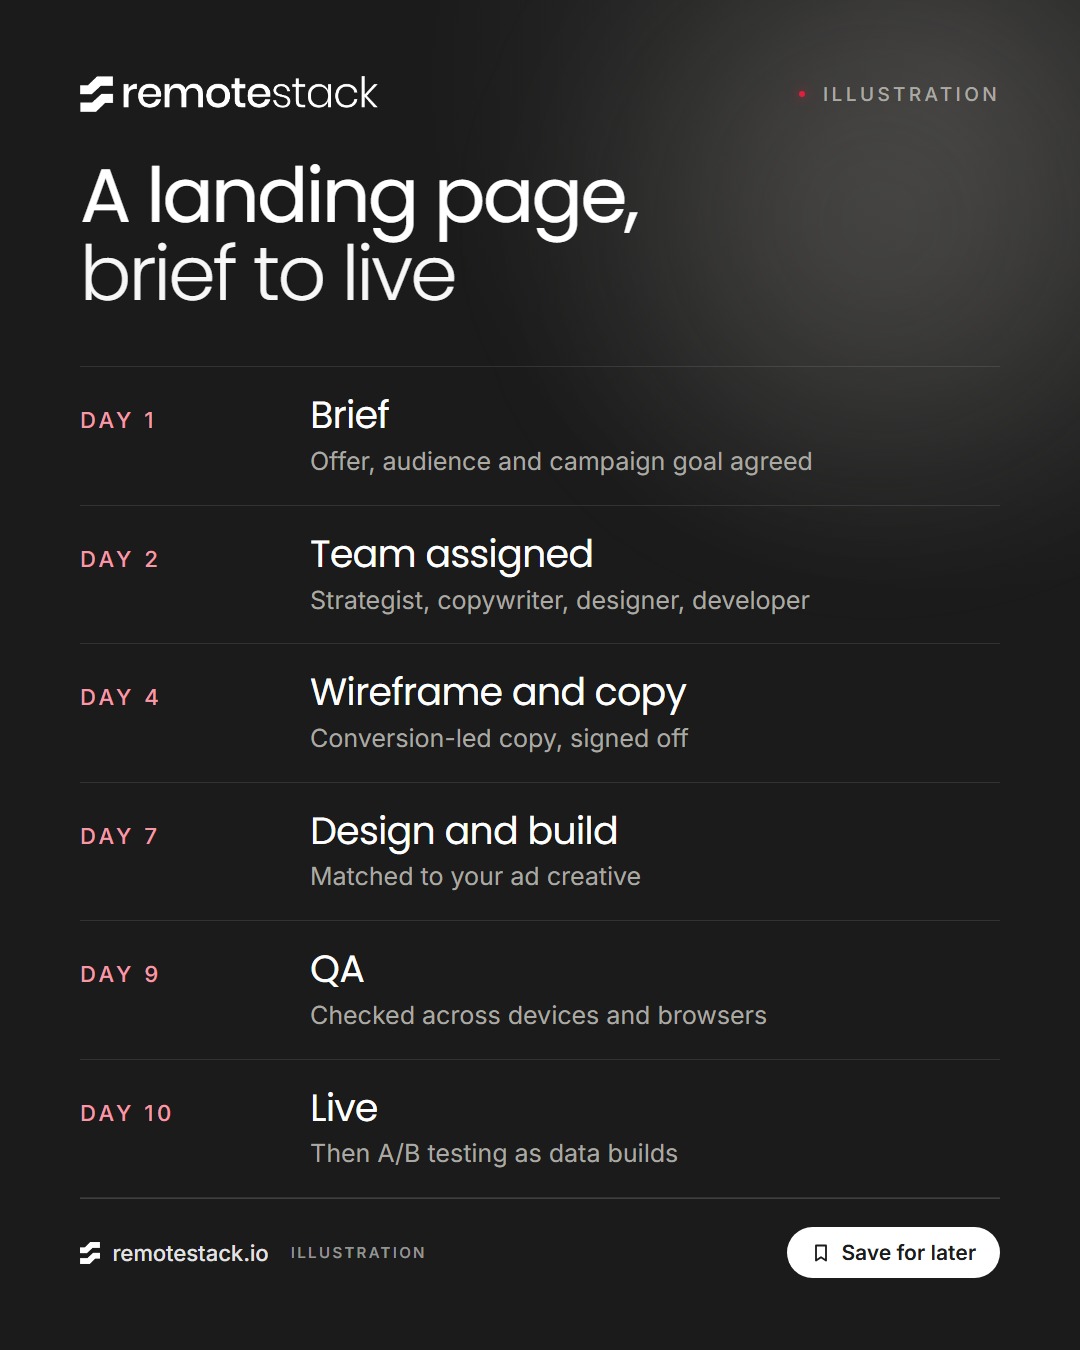 remotestack
ILLUSTRATION
A landing page,
brief to live
DAY 1
Brief
Offer, audience and campaign goal agreed
DAY 2
Team assigned
Strategist, copywriter, designer, developer
DAY 4
Wireframe and copy
Conversion-led copy, signed off
DAY 7
Design and build
Matched to your ad creative
DAY 9
QA
Checked across devices and browsers
DAY 10
Live
Then A/B testing as data builds
remotestack.io ILLUSTRATION
Save for later